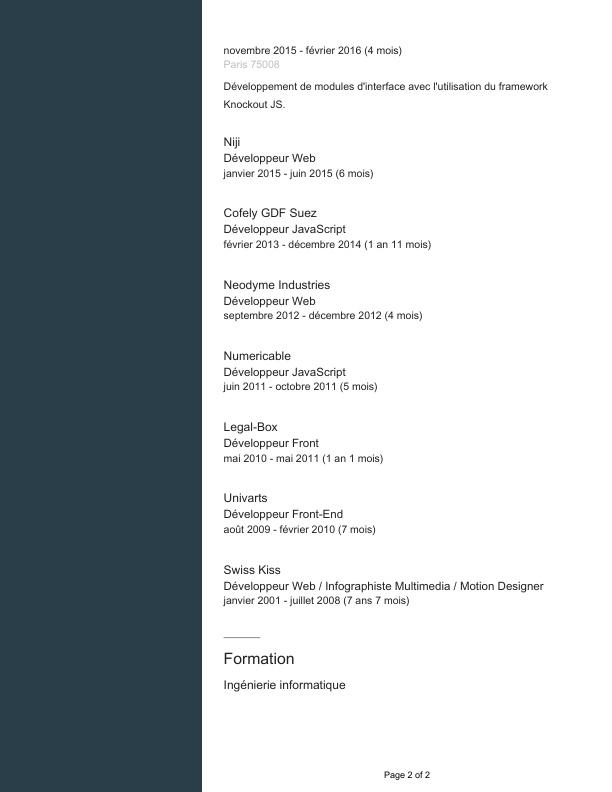 novembre 2015 - février 2016 (4 mois)
Paris 75008
Développement de modules d'interface avec l'utilisation du framework
Knockout JS.
Niji
Développeur Web
janvier 2015 - juin 2015 (6 mois)
Cofely GDF Suez
Développeur JavaScript
février 2013 - décembre 2014 (1 an 11 mois)
Neodyme Industries
Développeur Web
septembre 2012 - décembre 2012 (4 mois)
Numericable
Développeur JavaScript
juin 2011 - octobre 2011 (5 mois)
Legal-Box
Développeur Front
mai 2010 - mai 2011 (1 an 1 mois)
Univarts
Développeur Front-End
août 2009 - février 2010 (7 mois)
Swiss Kiss
Développeur Web / Infographiste Multimedia / Motion Designer
janvier 2001 - juillet 2008 (7 ans 7 mois)
Formation
Ingénierie informatique
Page 2 of 2